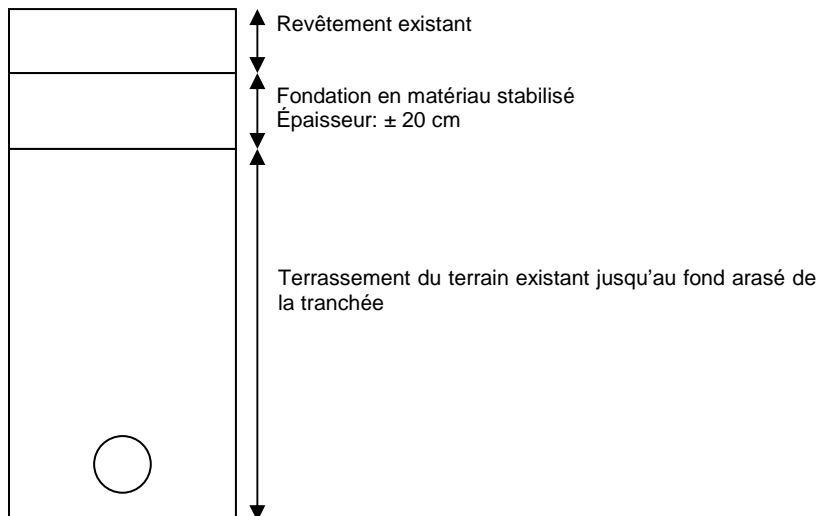 Revêtement existant
Fondation en matériau stabilisé
Épaisseur: ± 20 cm
Terrassement du terrain existant jusqu’au fond arasé de
la tranchée